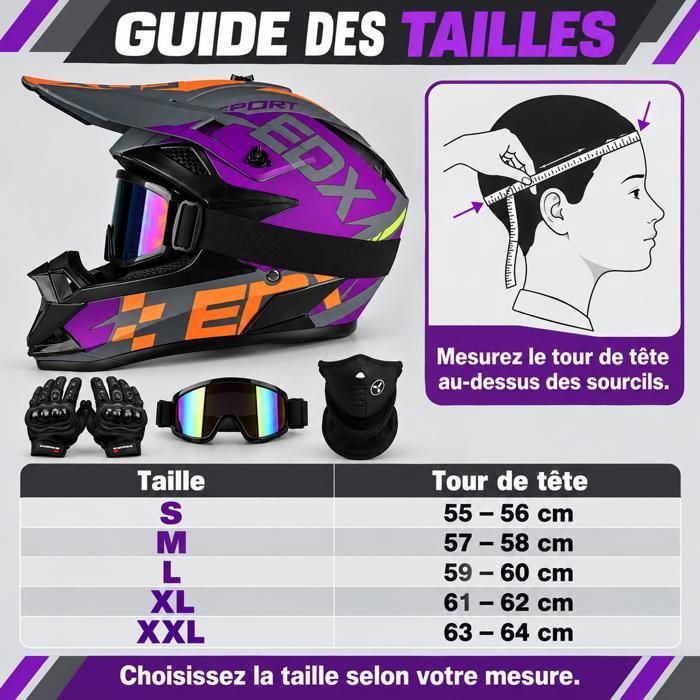 GUIDE DES TAILLES
SPORT
EDX
Mesurez le tour de tête
au-dessus des sourcils.
Taille Tour de tête
S 55 – 56 cm
M 57 – 58 cm
L 59 – 60 cm
XL 61 – 62 cm
XXL 63 – 64 cm
Choisissez la taille selon votre mesure.